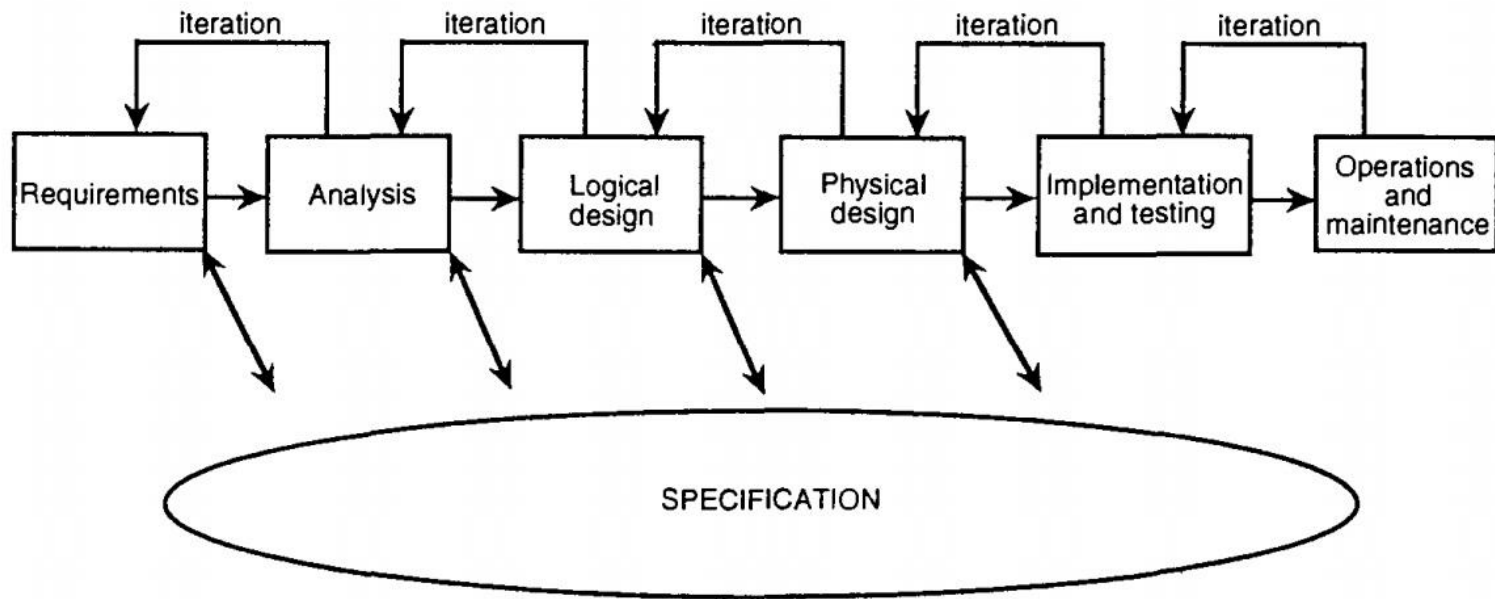 iteration
iteration
iteration
iteration
iteration
Requirements
Analysis
Logical
design
Physical
design
Implementation
and testing
Operations
and
maintenance
SPECIFICATION